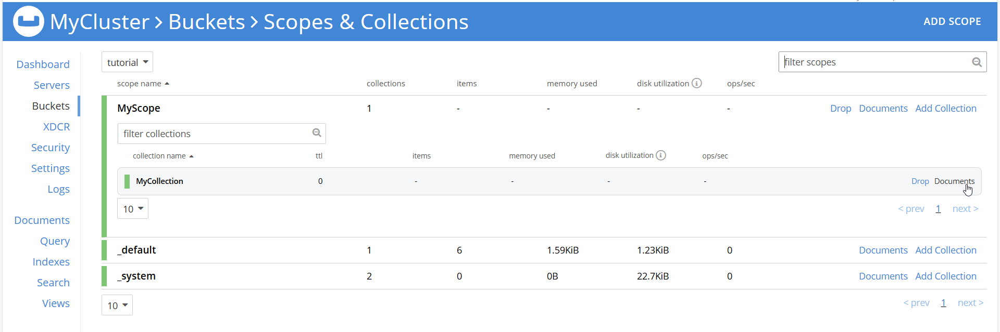 MyCluster > Buckets > Scopes & Collections ADD SCOPE
Dashboard
Servers
Buckets
XDCR
Security
Settings
Logs
Documents
Query
Indexes
Search
Views
tutorial filter scopes
scope name collections items memory used disk utilization ops/sec
MyScope 1 - - - - Drop Documents Add Collection
filter collections
collection name ttl items memory used disk utilization ops/sec
MyCollection 0 - - - - Drop Documents
10 < prev 1 next >
_default 1 6 1.59KiB 1.23KiB 0 Documents Add Collection
_system 2 0 0B 22.7KiB 0 Documents Add Collection
10 < prev 1 next >